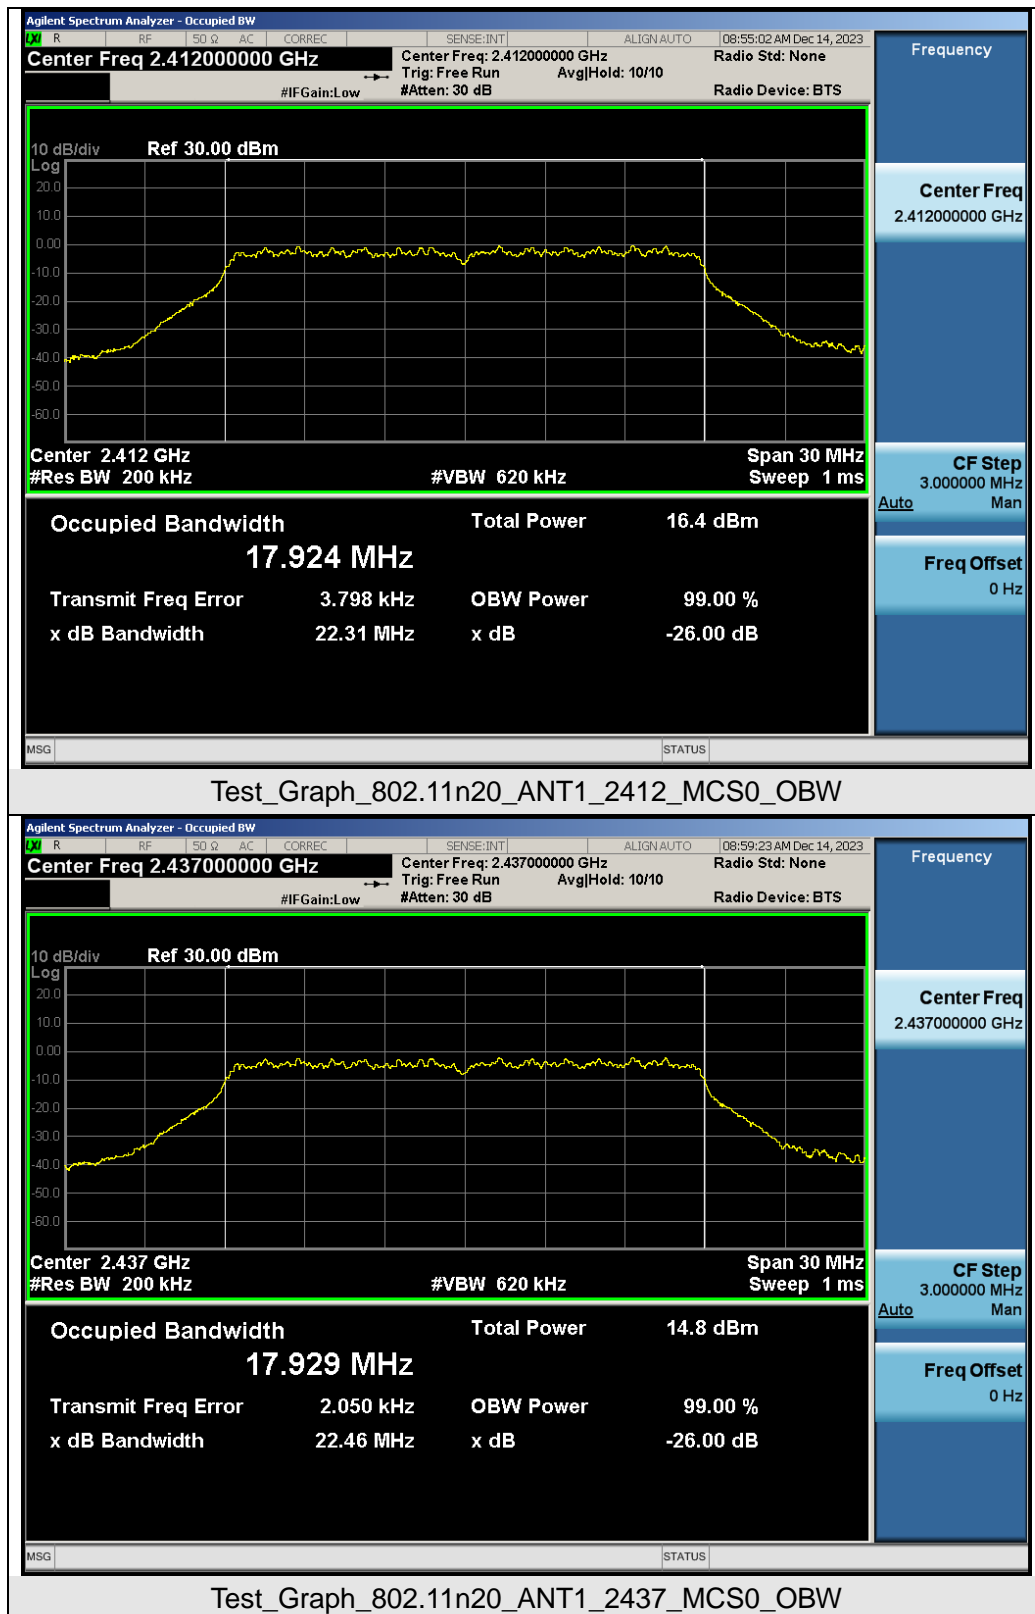 Agilent Spectrum Analyzer - Occupied BW
LXI R RF 50 Ω AC CORREC SENSE:INT ALIGN AUTO 08:55:02 AM Dec 14, 2023
Center Freq 2.412000000 GHz Center Freq: 2.412000000 GHz Radio Std: None Frequency
Trig: Free Run Avg|Hold: 10/10
#IFGain:Low #Atten: 30 dB Radio Device: BTS
10 dB/div Ref 30.00 dBm
Log
20.0
10.0
0.00
-10.0
-20.0
-30.0
-40.0
-50.0
-60.0
Center Freq
2.412000000 GHz
Center 2.412 GHz Span 30 MHz
#Res BW 200 kHz #VBW 620 kHz Sweep 1 ms
CF Step
3.000000 MHz
Auto Man
Freq Offset
0 Hz
Occupied Bandwidth Total Power 16.4 dBm
17.924 MHz
Transmit Freq Error 3.798 kHz OBW Power 99.00 %
x dB Bandwidth 22.31 MHz x dB -26.00 dB
MSG STATUS
Test_Graph_802.11n20_ANT1_2412_MCS0_OBW
Agilent Spectrum Analyzer - Occupied BW
LXI R RF 50 Ω AC CORREC SENSE:INT ALIGN AUTO 08:59:23 AM Dec 14, 2023
Center Freq 2.437000000 GHz Center Freq: 2.437000000 GHz Radio Std: None Frequency
Trig: Free Run Avg|Hold: 10/10
#IFGain:Low #Atten: 30 dB Radio Device: BTS
10 dB/div Ref 30.00 dBm
Log
20.0
10.0
0.00
-10.0
-20.0
-30.0
-40.0
-50.0
-60.0
Center Freq
2.437000000 GHz
Center 2.437 GHz Span 30 MHz
#Res BW 200 kHz #VBW 620 kHz Sweep 1 ms
CF Step
3.000000 MHz
Auto Man
Freq Offset
0 Hz
Occupied Bandwidth Total Power 14.8 dBm
17.929 MHz
Transmit Freq Error 2.050 kHz OBW Power 99.00 %
x dB Bandwidth 22.46 MHz x dB -26.00 dB
MSG STATUS
Test_Graph_802.11n20_ANT1_2437_MCS0_OBW